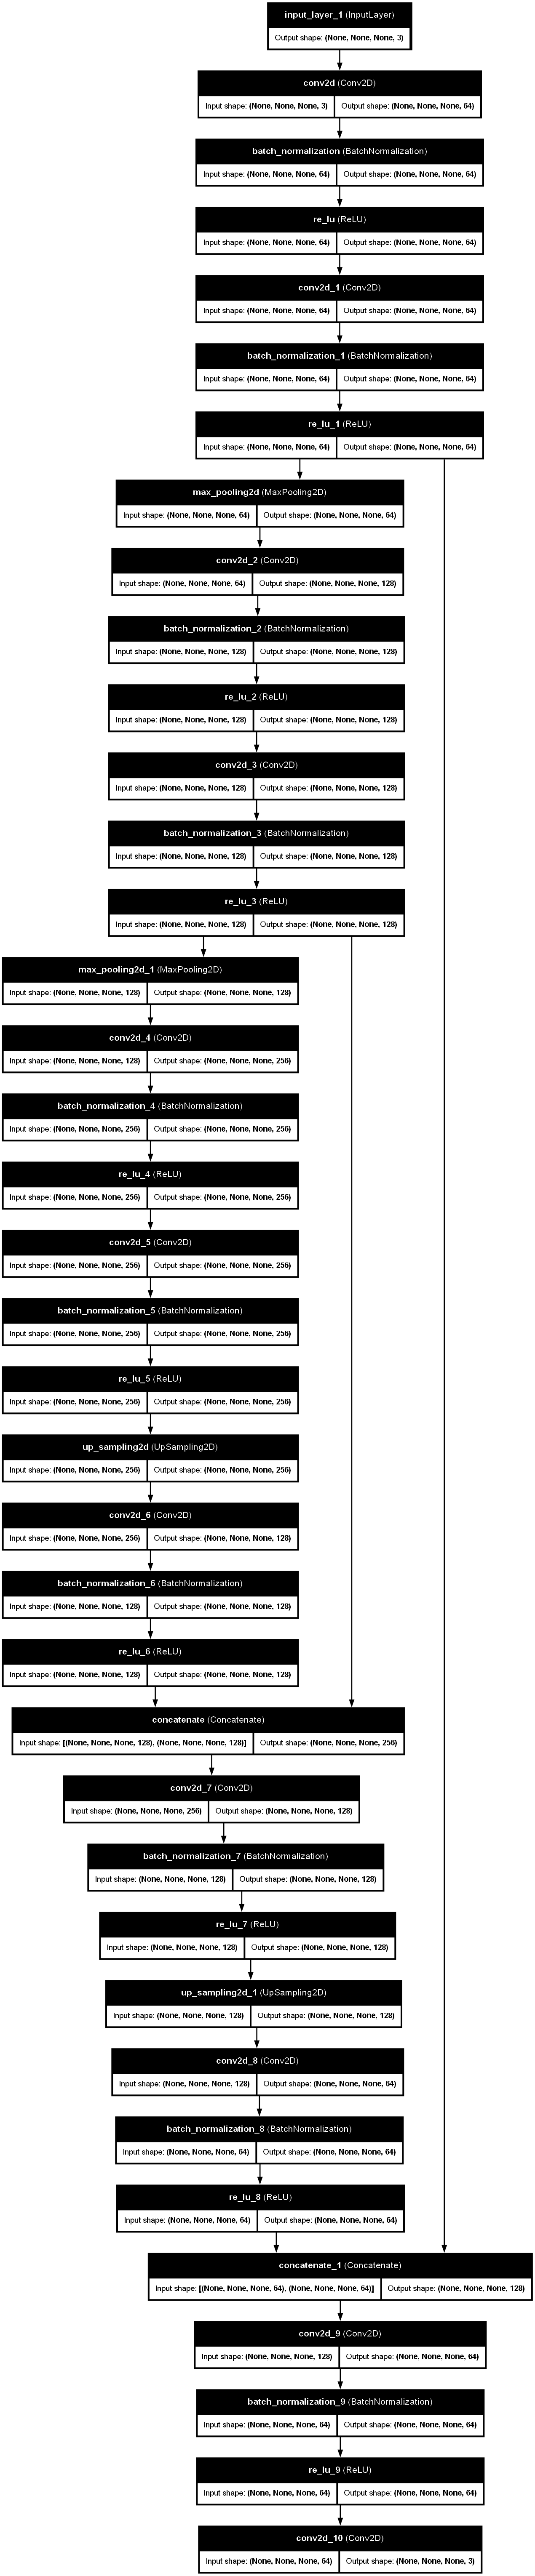 input_layer_1 (InputLayer)
Output shape: (None, None, None, 3)
conv2d (Conv2D)
Input shape: (None, None, None, 3) Output shape: (None, None, None, 64)
batch_normalization (BatchNormalization)
Input shape: (None, None, None, 64) Output shape: (None, None, None, 64)
re_lu (ReLU)
Input shape: (None, None, None, 64) Output shape: (None, None, None, 64)
conv2d_1 (Conv2D)
Input shape: (None, None, None, 64) Output shape: (None, None, None, 64)
batch_normalization_1 (BatchNormalization)
Input shape: (None, None, None, 64) Output shape: (None, None, None, 64)
re_lu_1 (ReLU)
Input shape: (None, None, None, 64) Output shape: (None, None, None, 64)
max_pooling2d (MaxPooling2D)
Input shape: (None, None, None, 64) Output shape: (None, None, None, 64)
conv2d_2 (Conv2D)
Input shape: (None, None, None, 64) Output shape: (None, None, None, 128)
batch_normalization_2 (BatchNormalization)
Input shape: (None, None, None, 128) Output shape: (None, None, None, 128)
re_lu_2 (ReLU)
Input shape: (None, None, None, 128) Output shape: (None, None, None, 128)
conv2d_3 (Conv2D)
Input shape: (None, None, None, 128) Output shape: (None, None, None, 128)
batch_normalization_3 (BatchNormalization)
Input shape: (None, None, None, 128) Output shape: (None, None, None, 128)
re_lu_3 (ReLU)
Input shape: (None, None, None, 128) Output shape: (None, None, None, 128)
max_pooling2d_1 (MaxPooling2D)
Input shape: (None, None, None, 128) Output shape: (None, None, None, 128)
conv2d_4 (Conv2D)
Input shape: (None, None, None, 128) Output shape: (None, None, None, 256)
batch_normalization_4 (BatchNormalization)
Input shape: (None, None, None, 256) Output shape: (None, None, None, 256)
re_lu_4 (ReLU)
Input shape: (None, None, None, 256) Output shape: (None, None, None, 256)
conv2d_5 (Conv2D)
Input shape: (None, None, None, 256) Output shape: (None, None, None, 256)
batch_normalization_5 (BatchNormalization)
Input shape: (None, None, None, 256) Output shape: (None, None, None, 256)
re_lu_5 (ReLU)
Input shape: (None, None, None, 256) Output shape: (None, None, None, 256)
up_sampling2d (UpSampling2D)
Input shape: (None, None, None, 256) Output shape: (None, None, None, 256)
conv2d_6 (Conv2D)
Input shape: (None, None, None, 256) Output shape: (None, None, None, 128)
batch_normalization_6 (BatchNormalization)
Input shape: (None, None, None, 128) Output shape: (None, None, None, 128)
re_lu_6 (ReLU)
Input shape: (None, None, None, 128) Output shape: (None, None, None, 128)
concatenate (Concatenate)
Input shape: [(None, None, None, 128), (None, None, None, 128)] Output shape: (None, None, None, 256)
conv2d_7 (Conv2D)
Input shape: (None, None, None, 256) Output shape: (None, None, None, 128)
batch_normalization_7 (BatchNormalization)
Input shape: (None, None, None, 128) Output shape: (None, None, None, 128)
re_lu_7 (ReLU)
Input shape: (None, None, None, 128) Output shape: (None, None, None, 128)
up_sampling2d_1 (UpSampling2D)
Input shape: (None, None, None, 128) Output shape: (None, None, None, 128)
conv2d_8 (Conv2D)
Input shape: (None, None, None, 128) Output shape: (None, None, None, 64)
batch_normalization_8 (BatchNormalization)
Input shape: (None, None, None, 64) Output shape: (None, None, None, 64)
re_lu_8 (ReLU)
Input shape: (None, None, None, 64) Output shape: (None, None, None, 64)
concatenate_1 (Concatenate)
Input shape: [(None, None, None, 64), (None, None, None, 64)] Output shape: (None, None, None, 128)
conv2d_9 (Conv2D)
Input shape: (None, None, None, 128) Output shape: (None, None, None, 64)
batch_normalization_9 (BatchNormalization)
Input shape: (None, None, None, 64) Output shape: (None, None, None, 64)
re_lu_9 (ReLU)
Input shape: (None, None, None, 64) Output shape: (None, None, None, 64)
conv2d_10 (Conv2D)
Input shape: (None, None, None, 64) Output shape: (None, None, None, 3)